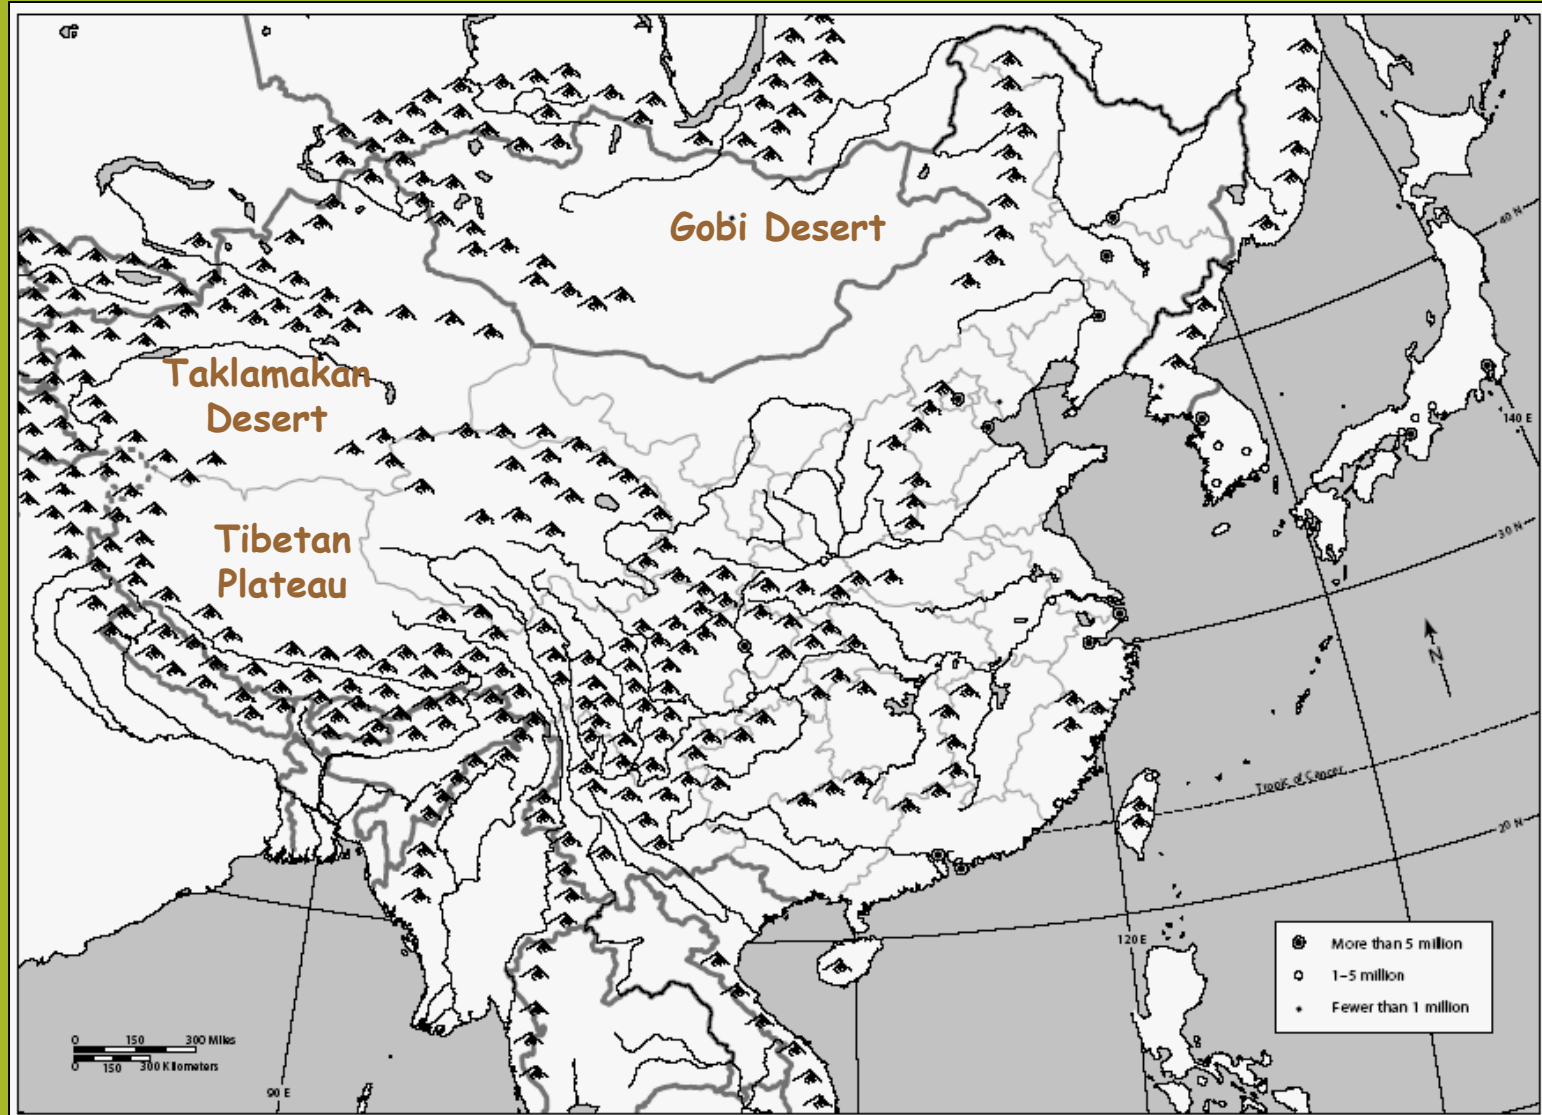 Gobi Desert
Taklamakan
Desert
Tibetan
Plateau
40 N
140 E
30 N
N
Tropic of Cancer
20 N
120 E
90 E
More than 5 million
1–5 million
Fewer than 1 million
0 150 300 Miles
0 150 300 Kilometers